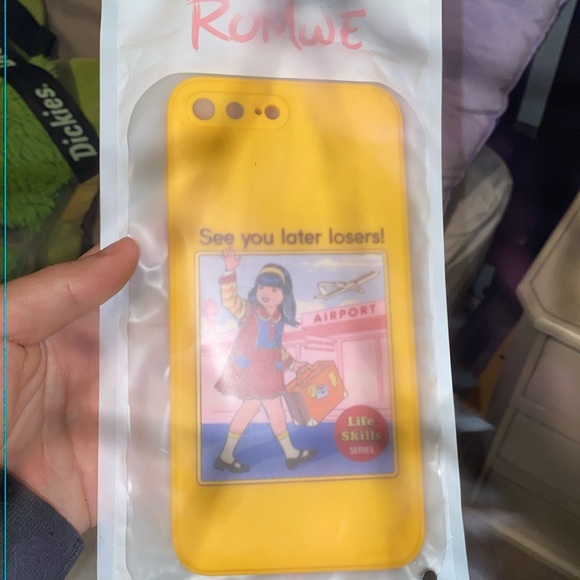 ROMWE
Dickies
See you later losers!
AIRPORT
Life
Skills
SERIES